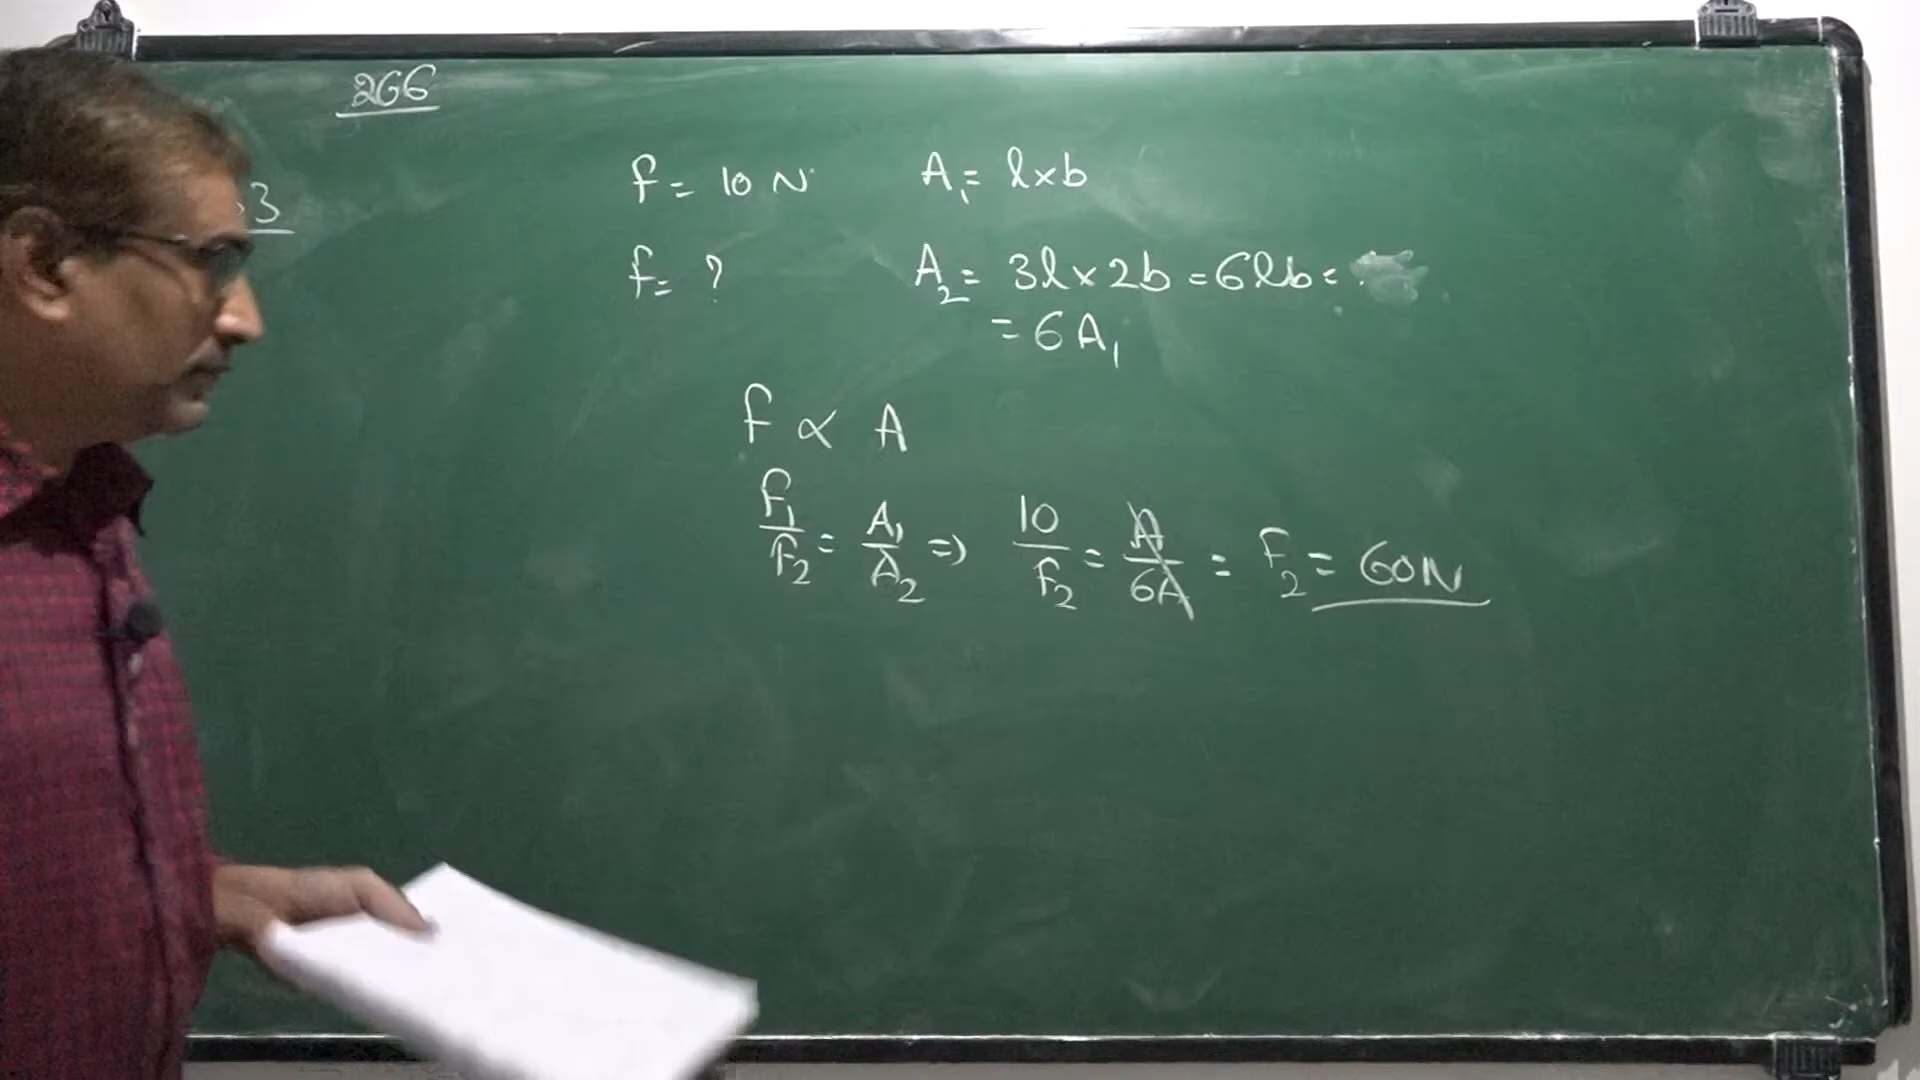 266
3
f = 10 N
A₁ = l×b
f = ?
A₂ = 3l×2b = 6lb =
= 6A₁
F ∝ A
F₁/F₂ = A₁/A₂ ⇒ 10/F₂ = A/6A = F₂ = 60N